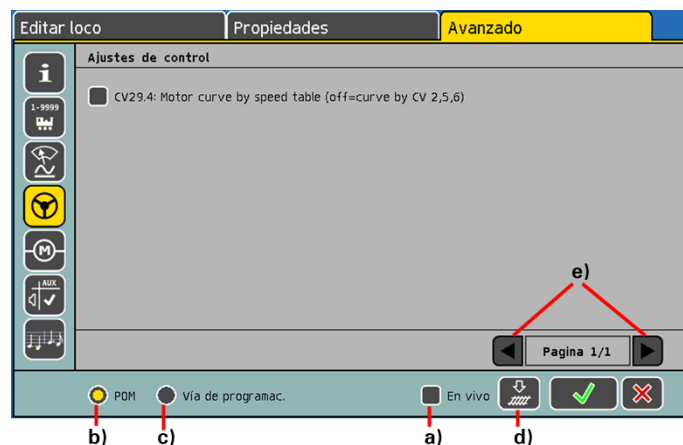 Editar loco
Propiedades
Avanzado
Ajustes de control
i
1-9999
CV29.4: Motor curve by speed table (off=curve by CV 2,5,6)
M
AUX
e)
Pagina 1/1
POM
Vía de programac.
En vivo
b)
c)
a)
d)